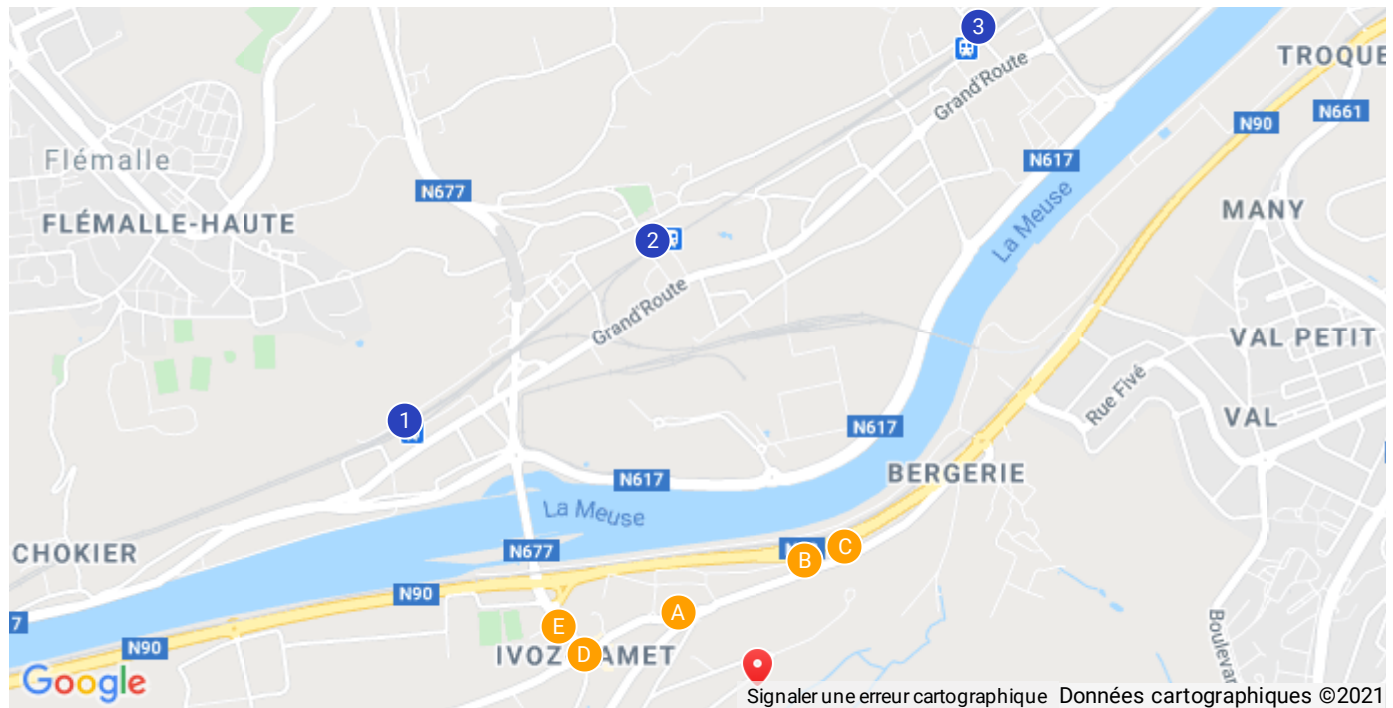 3
TROQUE
Grand'Route
N661
N90
Flémalle
N617
N677
La Meuse
MANY
FLÉMALLE-HAUTE
2
Grand'Route
VAL PETIT
Rue Fivé
1
VAL
N617
BERGERIE
N617
La Meuse
CHOKIER
N677
C
B
N90
A
7
E
N90
D
IVOZ
AMET
Boulevar
Google
Signaler une erreur cartographique
Données cartographiques ©2021